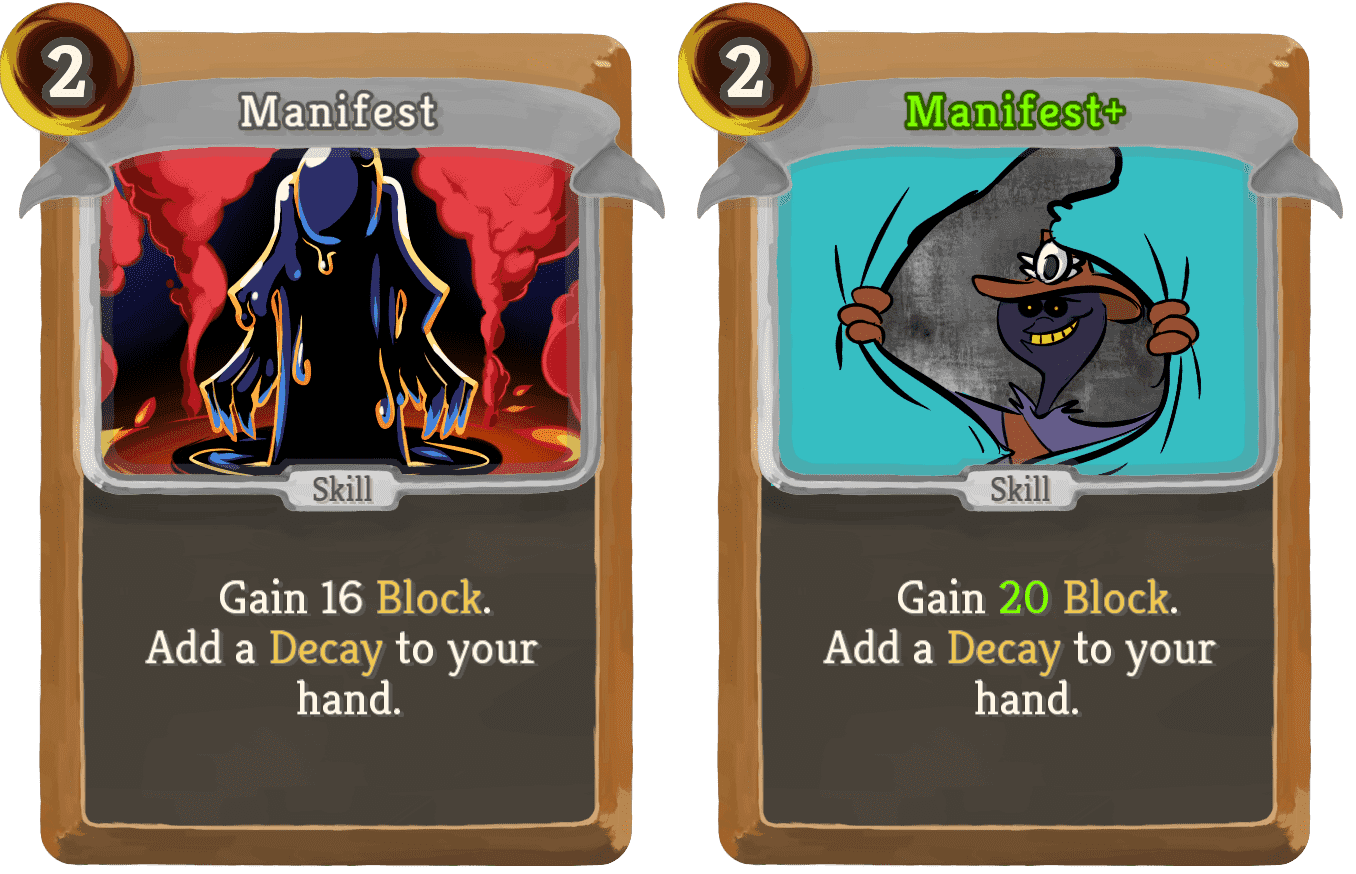 2
Manifest
Skill
Gain 16 Block.
Add a Decay to your
hand.
2
Manifest+
Skill
Gain 20 Block.
Add a Decay to your
hand.